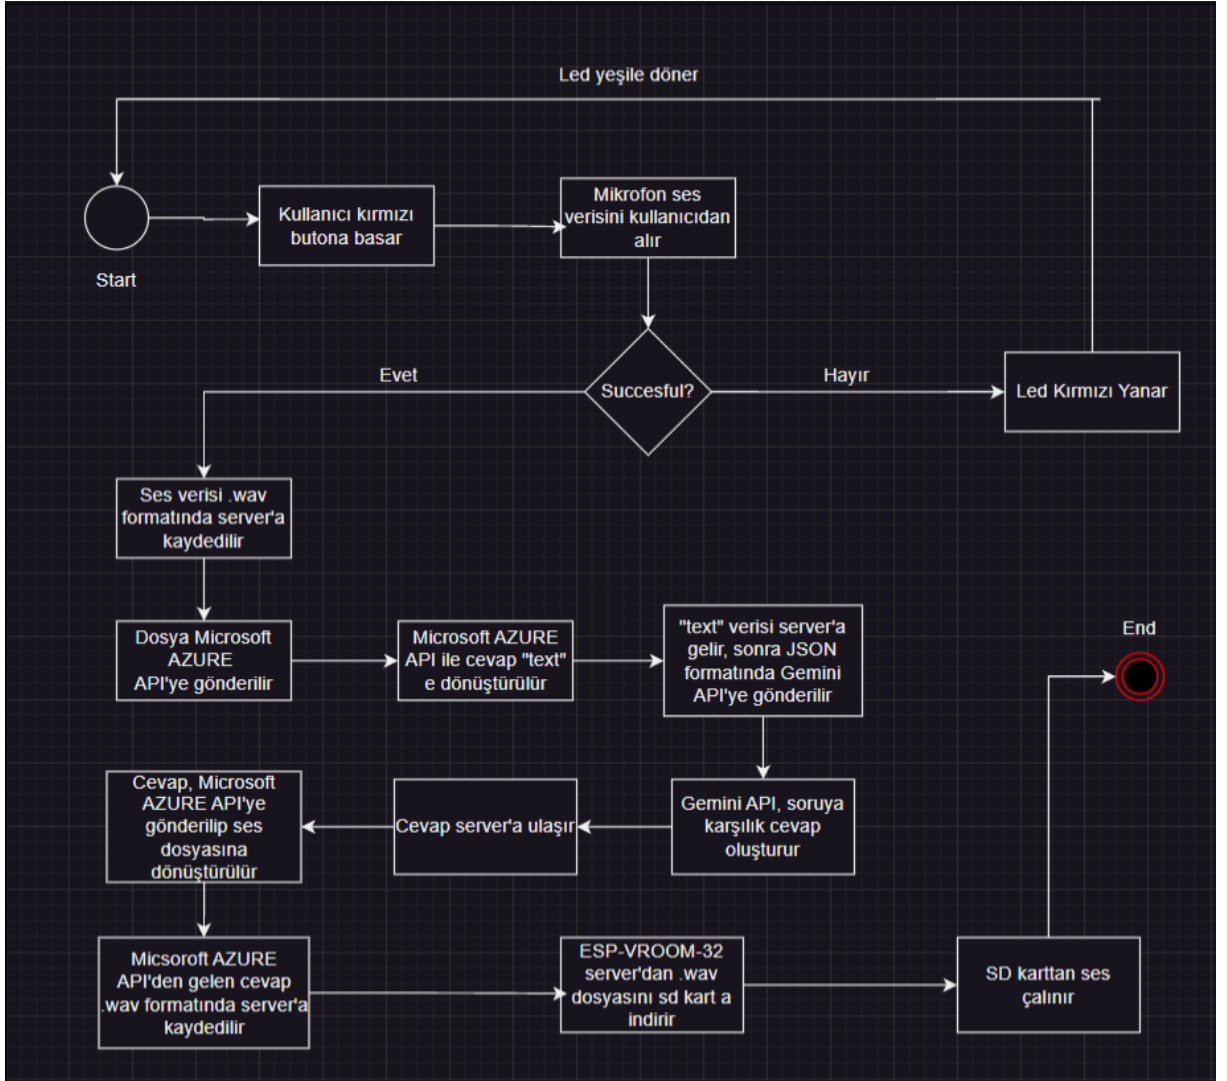 Led yeşile döner
Start
Kullanıcı kırmızı
butona basar
Mikrofon ses
verisini kullanıcıdan
alır
Succesful?
Evet
Hayır
Led Kırmızı Yanar
Ses verisi .wav
formatında server'a
kaydedilir
Dosya Microsoft
AZURE
API'ye gönderilir
Microsoft AZURE
API ile cevap "text"
e dönüştürülür
"text" verisi server'a
gelir, sonra JSON
formatında Gemini
API'ye gönderilir
End
Gemini API, soruya
karşılık cevap
oluşturur
Cevap server'a ulaşır
Cevap, Microsoft
AZURE API'ye
gönderilip ses
dosyasına
dönüştürülür
Micsoroft AZURE
API'den gelen cevap
.wav formatında server'a
kaydedilir
ESP-VROOM-32
server'dan .wav
dosyasını sd kart a
indirir
SD karttan ses
çalınır